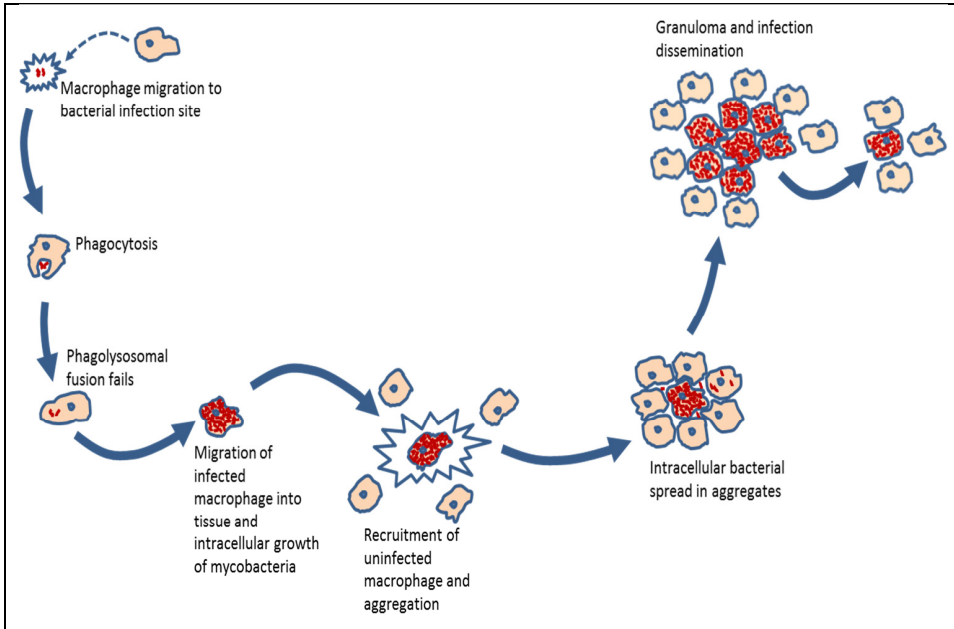 Macrophage migration to
bacterial infection site
Phagocytosis
Phagolysosomal
fusion fails
Migration of
infected
macrophage into
tissue and
intracellular growth
of mycobacteria
Recruitment of
uninfected
macrophage and
aggregation
Intracellular bacterial
spread in aggregates
Granuloma and infection
dissemination